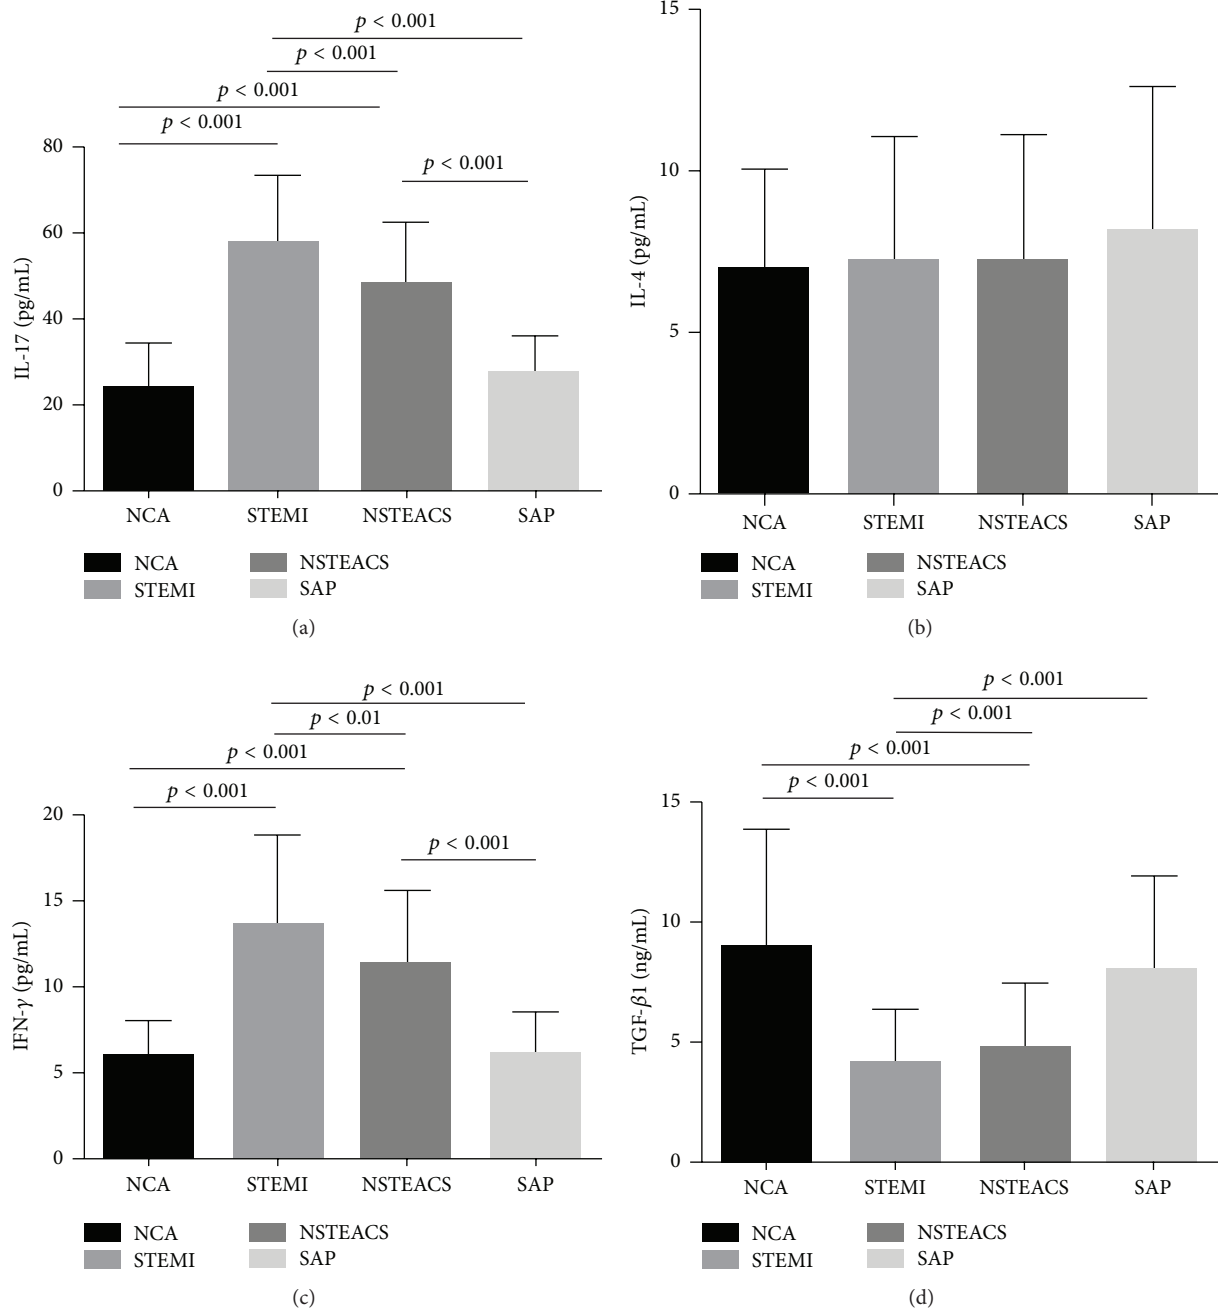 p < 0.001
p < 0.001
p < 0.001
p < 0.001
p < 0.001
80
60
40
20
0
IL-17 (pg/mL)
NCA STEMI NSTEACS SAP
NCA NSTEACS
STEMI SAP
(a)
15
10
5
0
IL-4 (pg/mL)
NCA STEMI NSTEACS SAP
NCA NSTEACS
STEMI SAP
(b)
p < 0.001
p < 0.01
p < 0.001
p < 0.001
p < 0.001
20
15
10
5
0
IFN-γ (pg/mL)
NCA STEMI NSTEACS SAP
NCA NSTEACS
STEMI SAP
(c)
p < 0.001
p < 0.001
p < 0.001
p < 0.001
15
10
5
0
TGF-β1 (ng/mL)
NCA STEMI NSTEACS SAP
NCA NSTEACS
STEMI SAP
(d)